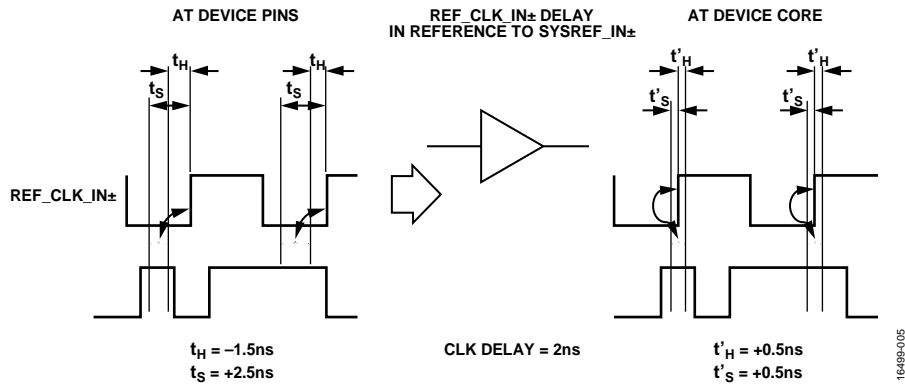 AT DEVICE PINS
REF_CLK_IN± DELAY
IN REFERENCE TO SYSREF_IN±
AT DEVICE CORE
tH
tH
t'H
t'H
tS
tS
t'S
t'S
REF_CLK_IN±
tH = –1.5ns
tS = +2.5ns
CLK DELAY = 2ns
t'H = +0.5ns
t'S = +0.5ns
16499-005